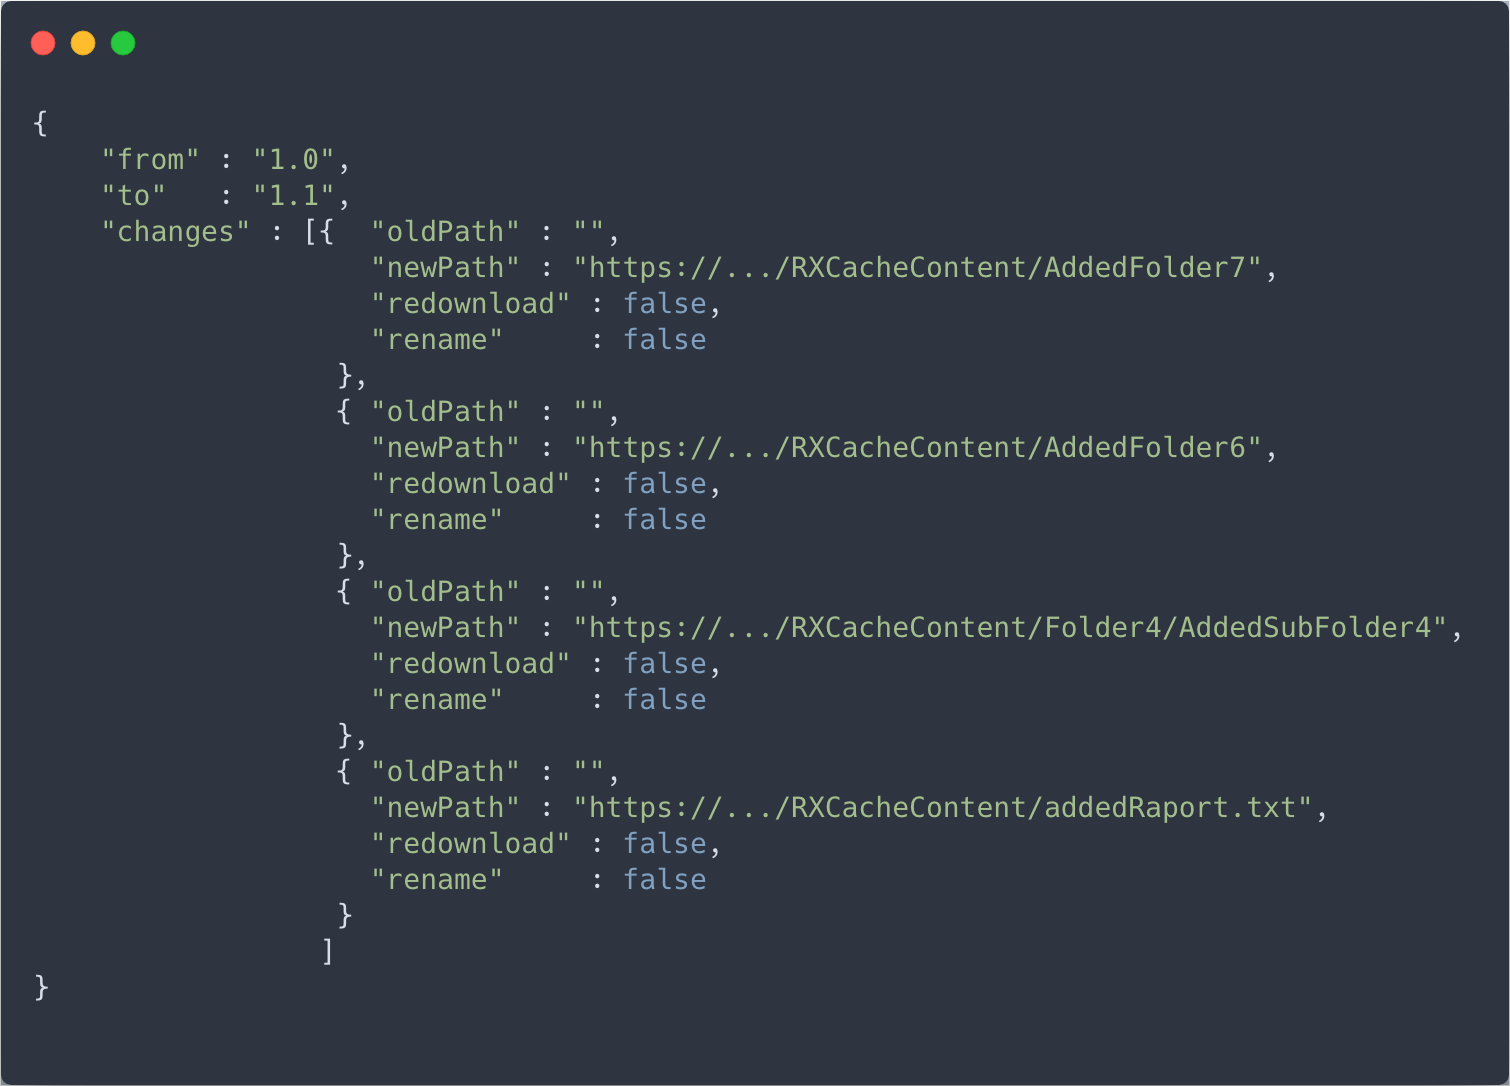 {
    "from" : "1.0",
    "to"   : "1.1",
    "changes" : [{  "oldPath" : "",
                    "newPath" : "https://.../RXCacheContent/AddedFolder7",
                    "redownload" : false,
                    "rename"     : false
                  },
                  { "oldPath" : "",
                    "newPath" : "https://.../RXCacheContent/AddedFolder6",
                    "redownload" : false,
                    "rename"     : false
                  },
                  { "oldPath" : "",
                    "newPath" : "https://.../RXCacheContent/Folder4/AddedSubFolder4",
                    "redownload" : false,
                    "rename"     : false
                  },
                  { "oldPath" : "",
                    "newPath" : "https://.../RXCacheContent/addedRaport.txt",
                    "redownload" : false,
                    "rename"     : false
                  }
                 ]
}